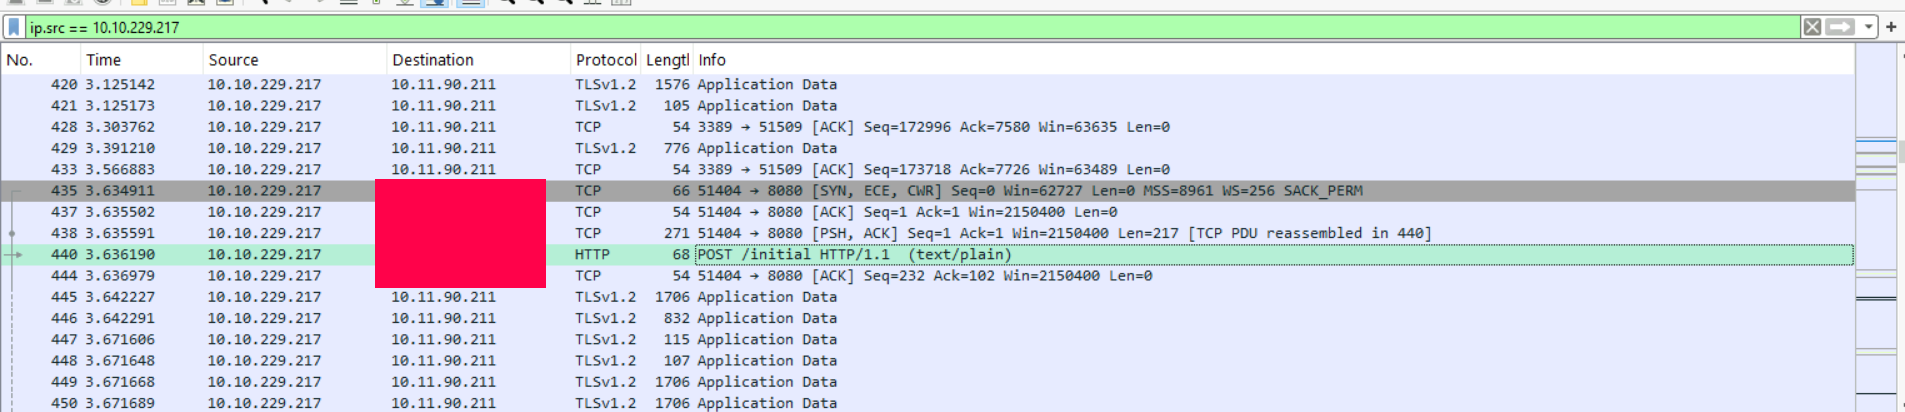 ip.src == 10.10.229.217
No. Time Source Destination Protocol Lengtl Info
420 3.125142 10.10.229.217 10.11.90.211 TLSv1.2 1576 Application Data
421 3.125173 10.10.229.217 10.11.90.211 TLSv1.2 105 Application Data
428 3.303762 10.10.229.217 10.11.90.211 TCP 54 3389 → 51509 [ACK] Seq=172996 Ack=7580 Win=63635 Len=0
429 3.391210 10.10.229.217 10.11.90.211 TLSv1.2 776 Application Data
433 3.566883 10.10.229.217 10.11.90.211 TCP 54 3389 → 51509 [ACK] Seq=173718 Ack=7726 Win=63489 Len=0
435 3.634911 10.10.229.217 TCP 66 51404 → 8080 [SYN, ECE, CWR] Seq=0 Win=62727 Len=0 MSS=8961 WS=256 SACK_PERM
437 3.635502 10.10.229.217 TCP 54 51404 → 8080 [ACK] Seq=1 Ack=1 Win=2150400 Len=0
438 3.635591 10.10.229.217 TCP 271 51404 → 8080 [PSH, ACK] Seq=1 Ack=1 Win=2150400 Len=217 [TCP PDU reassembled in 440]
440 3.636190 10.10.229.217 HTTP 68 POST /initial HTTP/1.1  (text/plain)
444 3.636979 10.10.229.217 TCP 54 51404 → 8080 [ACK] Seq=232 Ack=102 Win=2150400 Len=0
445 3.642227 10.10.229.217 10.11.90.211 TLSv1.2 1706 Application Data
446 3.642291 10.10.229.217 10.11.90.211 TLSv1.2 832 Application Data
447 3.671606 10.10.229.217 10.11.90.211 TLSv1.2 115 Application Data
448 3.671648 10.10.229.217 10.11.90.211 TLSv1.2 107 Application Data
449 3.671668 10.10.229.217 10.11.90.211 TLSv1.2 1706 Application Data
450 3.671689 10.10.229.217 10.11.90.211 TLSv1.2 1706 Application Data